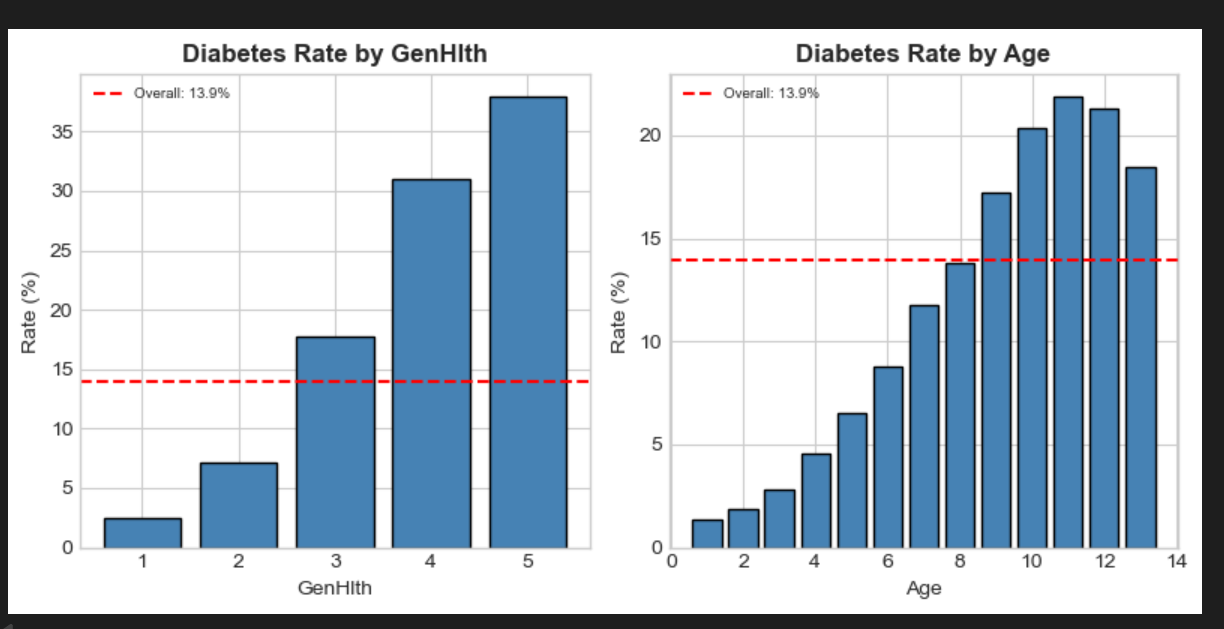 Diabetes Rate by GenHlth
Overall: 13.9%
35
30
25
20
15
10
5
0
Rate (%)
1 2 3 4 5
GenHlth
Diabetes Rate by Age
Overall: 13.9%
20
15
10
5
0
Rate (%)
0 2 4 6 8 10 12 14
Age